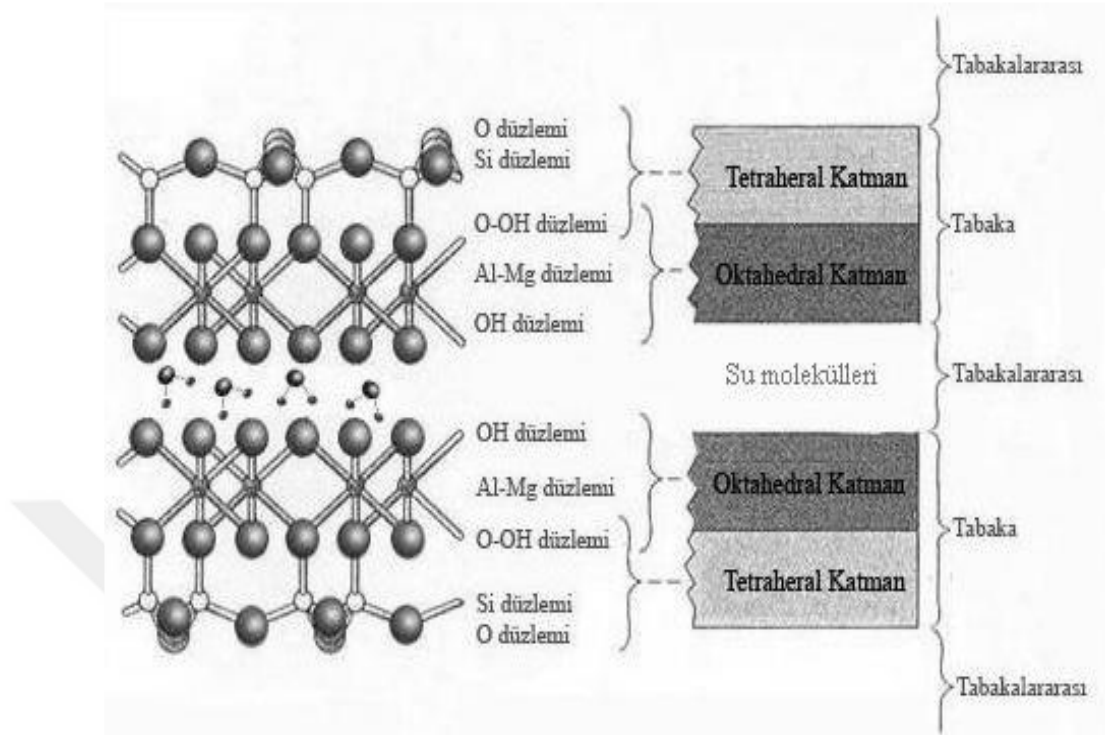 Tabakalararası
O düzlemi
Si düzlemi
Tetraheral Katman
O-OH düzlemi
Tabaka
Al-Mg düzlemi
Oktahedral Katman
OH düzlemi
Su molekülleri
Tabakalararası
OH düzlemi
Al-Mg düzlemi
Oktahedral Katman
O-OH düzlemi
Tabaka
Tetraheral Katman
Si düzlemi
O düzlemi
Tabakalararası